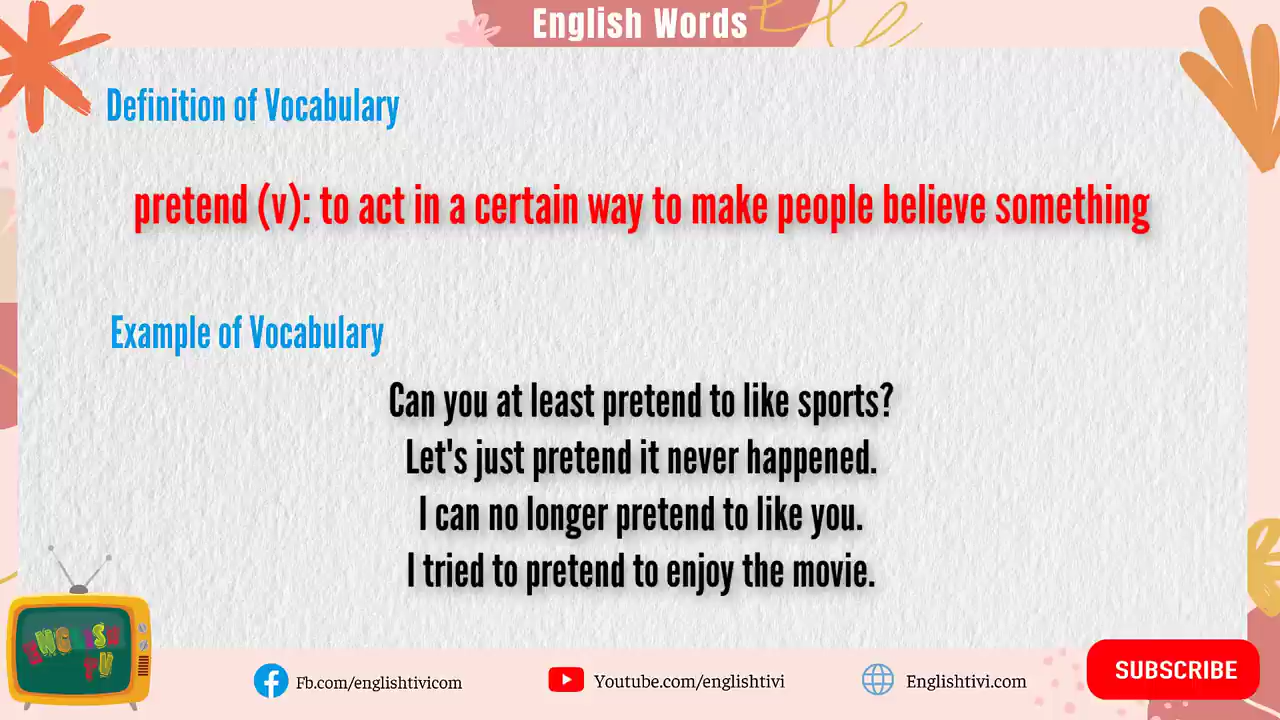 English Words
Definition of Vocabulary
pretend (v): to act in a certain way to make people believe something
Example of Vocabulary
Can you at least pretend to like sports?
Let's just pretend it never happened.
I can no longer pretend to like you.
I tried to pretend to enjoy the movie.
ENGLISH
TV
Fb.com/englishtivicom
Youtube.com/englishtivi
Englishtivi.com
SUBSCRIBE